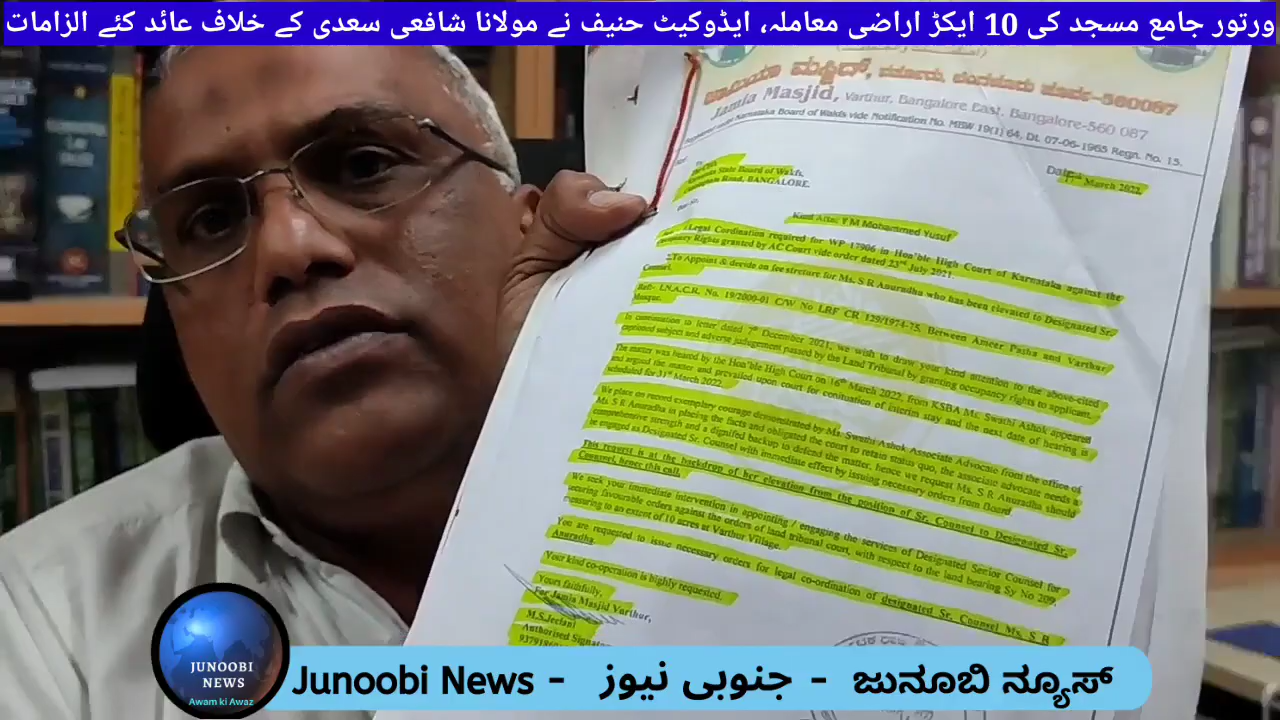 ورتور جامع مسجد کی 10 ایکڑ اراضی معاملہ، ایڈوکیٹ حنیف نے مولانا شافعی سعدی کے خلاف عائد کئے الزامات
Jamia Masjid, Varthur, Bangalore East, Bangalore-560 087
Karnataka Board of Wakfs vide Notification No. MBW 19(1) 64, Dt. 07-06-1965 Regn. No. 15.
Date 17th March 2022
State Board of Wakfs,
Road, BANGALORE.
Kind Attn: Y M Mohammed Yusuf
Legal Cordination required for WP 17906 in Hon'ble High Court of Karnataka against the
Rights granted by AC Court vide order dated 23rd July 2021
To Appoint & decide on fee streture for Ms. S R Anuradha who has been elevated to Designated Sr.
Counsel.
Ref:- I.N.A.C.R. No. 19/2000-01 C/W No LRF CR 129/1974-75. Between Ameer Pasha and Varthur
Mosque.
In continuation to letter dated 7th December 2021, we wish to draw your kind attention to the above-cited
captioned subject and adverse judgement passed by the Land Tribunal by granting occupancy rights to applicant.
The matter was heared by the Hon'ble High Court on 16th March 2022, from KSBA Ms. Swathi Ashok appeared
and argued the matter and prevailed upon court for conituation of interim stay and the next date of hearing is
scheduled for 31st March 2022.
We place on record exemplary courage demonstrated by Ms. Swathi Ashok Associate Advocate from the office of
Ms. S R Anuradha in placing the facts and obligated the court to retain status quo, the associate advocate needs a
comprehensive strength and a dignifed backup to defend the matter, hence we request Ms. S R Anuradha should
be engaged as Designated Sr. Counsel with immediate effect by issuing necessary orders from Board
This request is at the backdrop of her elevation from the position of Sr. Counsel to Designated Sr.
Counsel, hence this call.
We seek your immediate intervention in appointing / engaging the services of Designated Senior Counsel for
securing favourable orders against the orders of land tribunal court, with respect to the land bearing Sy No 209,
measuring to an extent of 10 acres at Varthur Village.
You are requested to issue necessary orders for legal co-ordination of designated Sr. Counsel Ms. S R
Anuradha.
Your kind co-operation is highly requested.
Yours faithfully,
For Jamia Masjid Varthur,
M.S.Jeelani
Authorised Signat
JUNOOBI
NEWS
Awam ki Awaz
Junoobi News - جنوبی نیوز - ಜುನೂಬಿ ನ್ಯೂಸ್